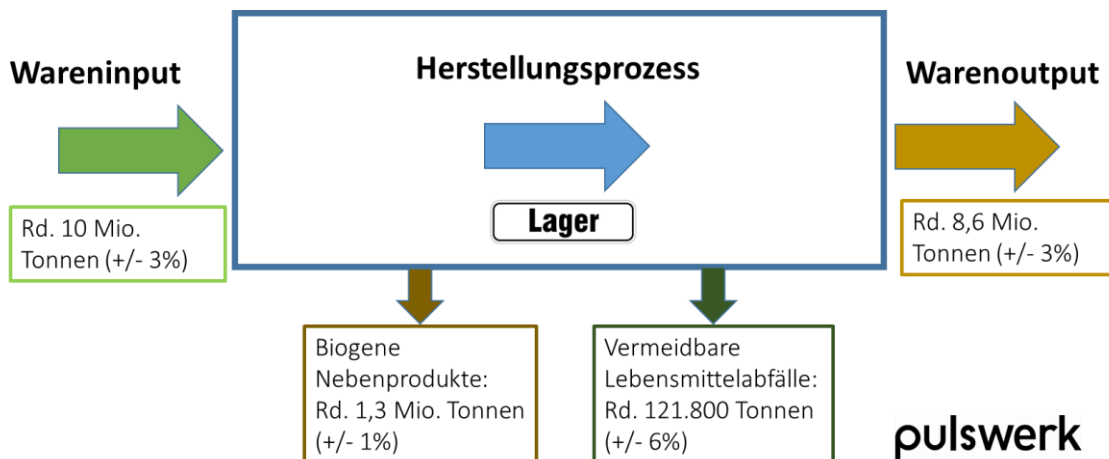 Wareninput
Herstellungsprozess
Warenoutput
Lager
Rd. 10 Mio.
Tonnen (+/- 3%)
Rd. 8,6 Mio.
Tonnen (+/- 3%)
Biogene
Nebenprodukte:
Rd. 1,3 Mio. Tonnen
(+/- 1%)
Vermeidbare
Lebensmittelabfälle:
Rd. 121.800 Tonnen
(+/- 6%)
pulswerk